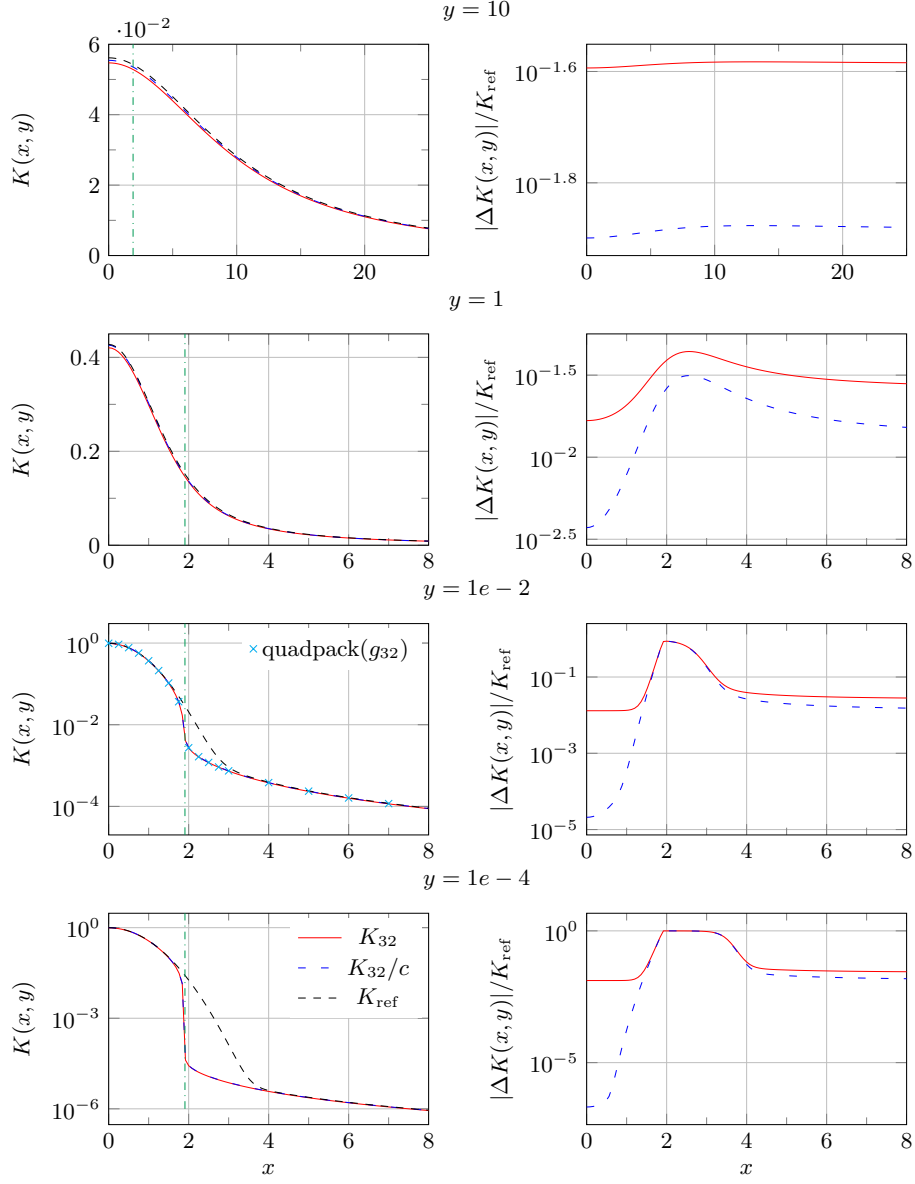 y = 10
·10⁻²
6
4
2
0
0 10 20
K(x, y)
10^−1.6
10^−1.8
0 10 20
|ΔK(x, y)|/K_ref
y = 1
0.4
0.2
0
0 2 4 6 8
K(x, y)
10^−1.5
10^−2
10^−2.5
0 2 4 6 8
|ΔK(x, y)|/K_ref
y = 1e − 2
10^0
10^−2
10^−4
0 2 4 6 8
K(x, y)
quadpack(g_32)
10^−1
10^−3
10^−5
0 2 4 6 8
|ΔK(x, y)|/K_ref
y = 1e − 4
10^0
10^−3
10^−6
0 2 4 6 8
K(x, y)
x
K_32
K_32/c
K_ref
10^0
10^−5
0 2 4 6 8
|ΔK(x, y)|/K_ref
x